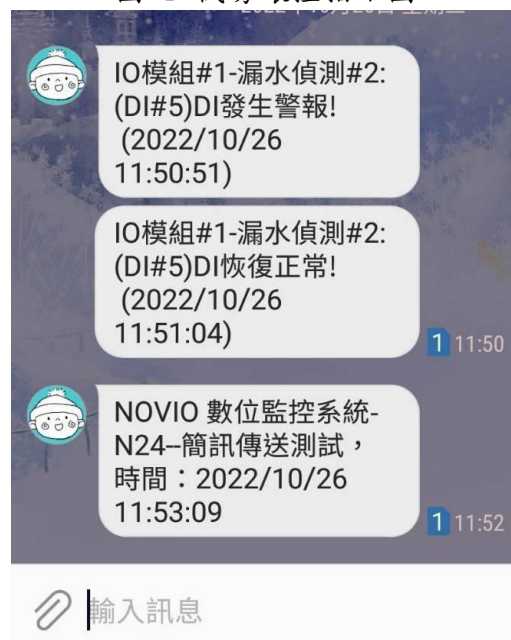 IO模組#1-漏水偵測#2:
(DI#5)DI發生警報!
(2022/10/26
11:50:51)
IO模組#1-漏水偵測#2:
(DI#5)DI恢復正常!
(2022/10/26
11:51:04)
1 11:50
NOVIO 數位監控系統-
N24--簡訊傳送測試，
時間：2022/10/26
11:53:09
1 11:52
輸入訊息